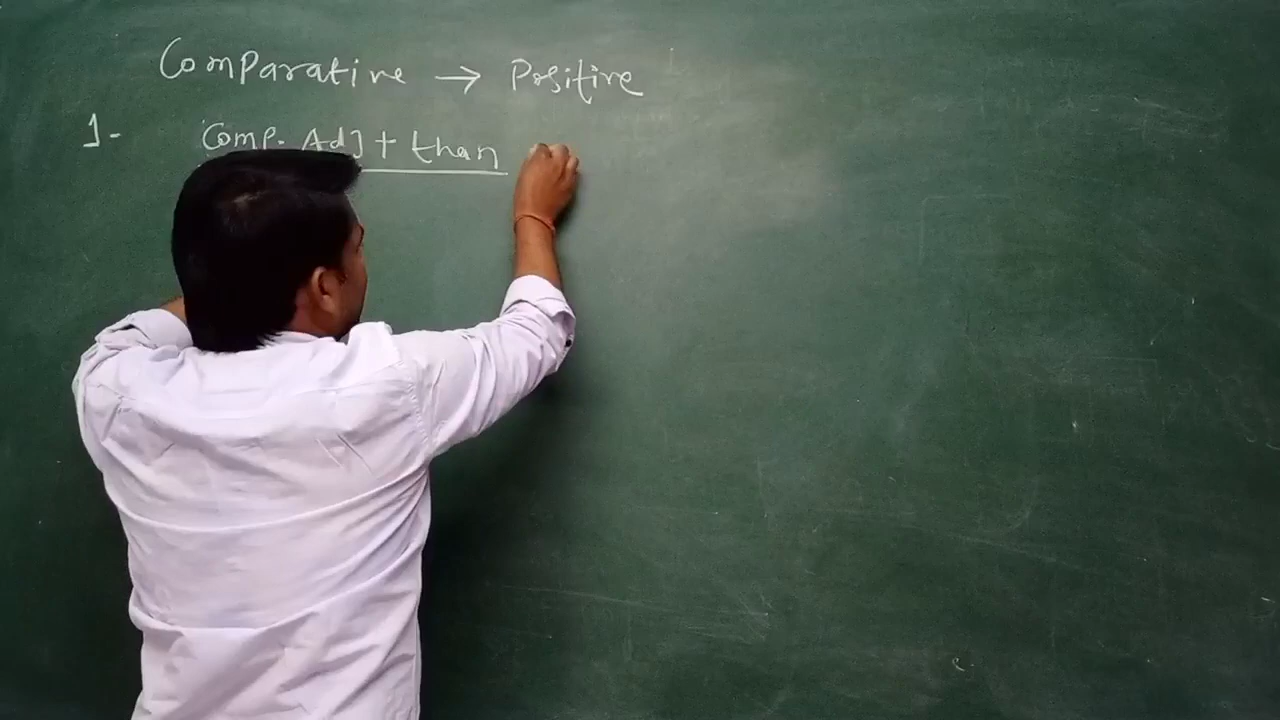 Comparative → Positive
1- Comp. Adj + than